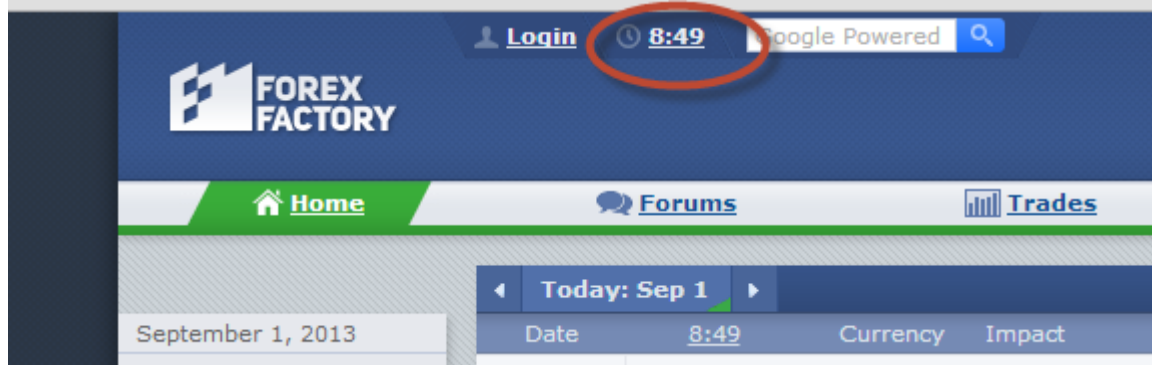 Login 8:49 Google Powered
FOREX
FACTORY
Home Forums Trades
Today: Sep 1
September 1, 2013 Date 8:49 Currency Impact